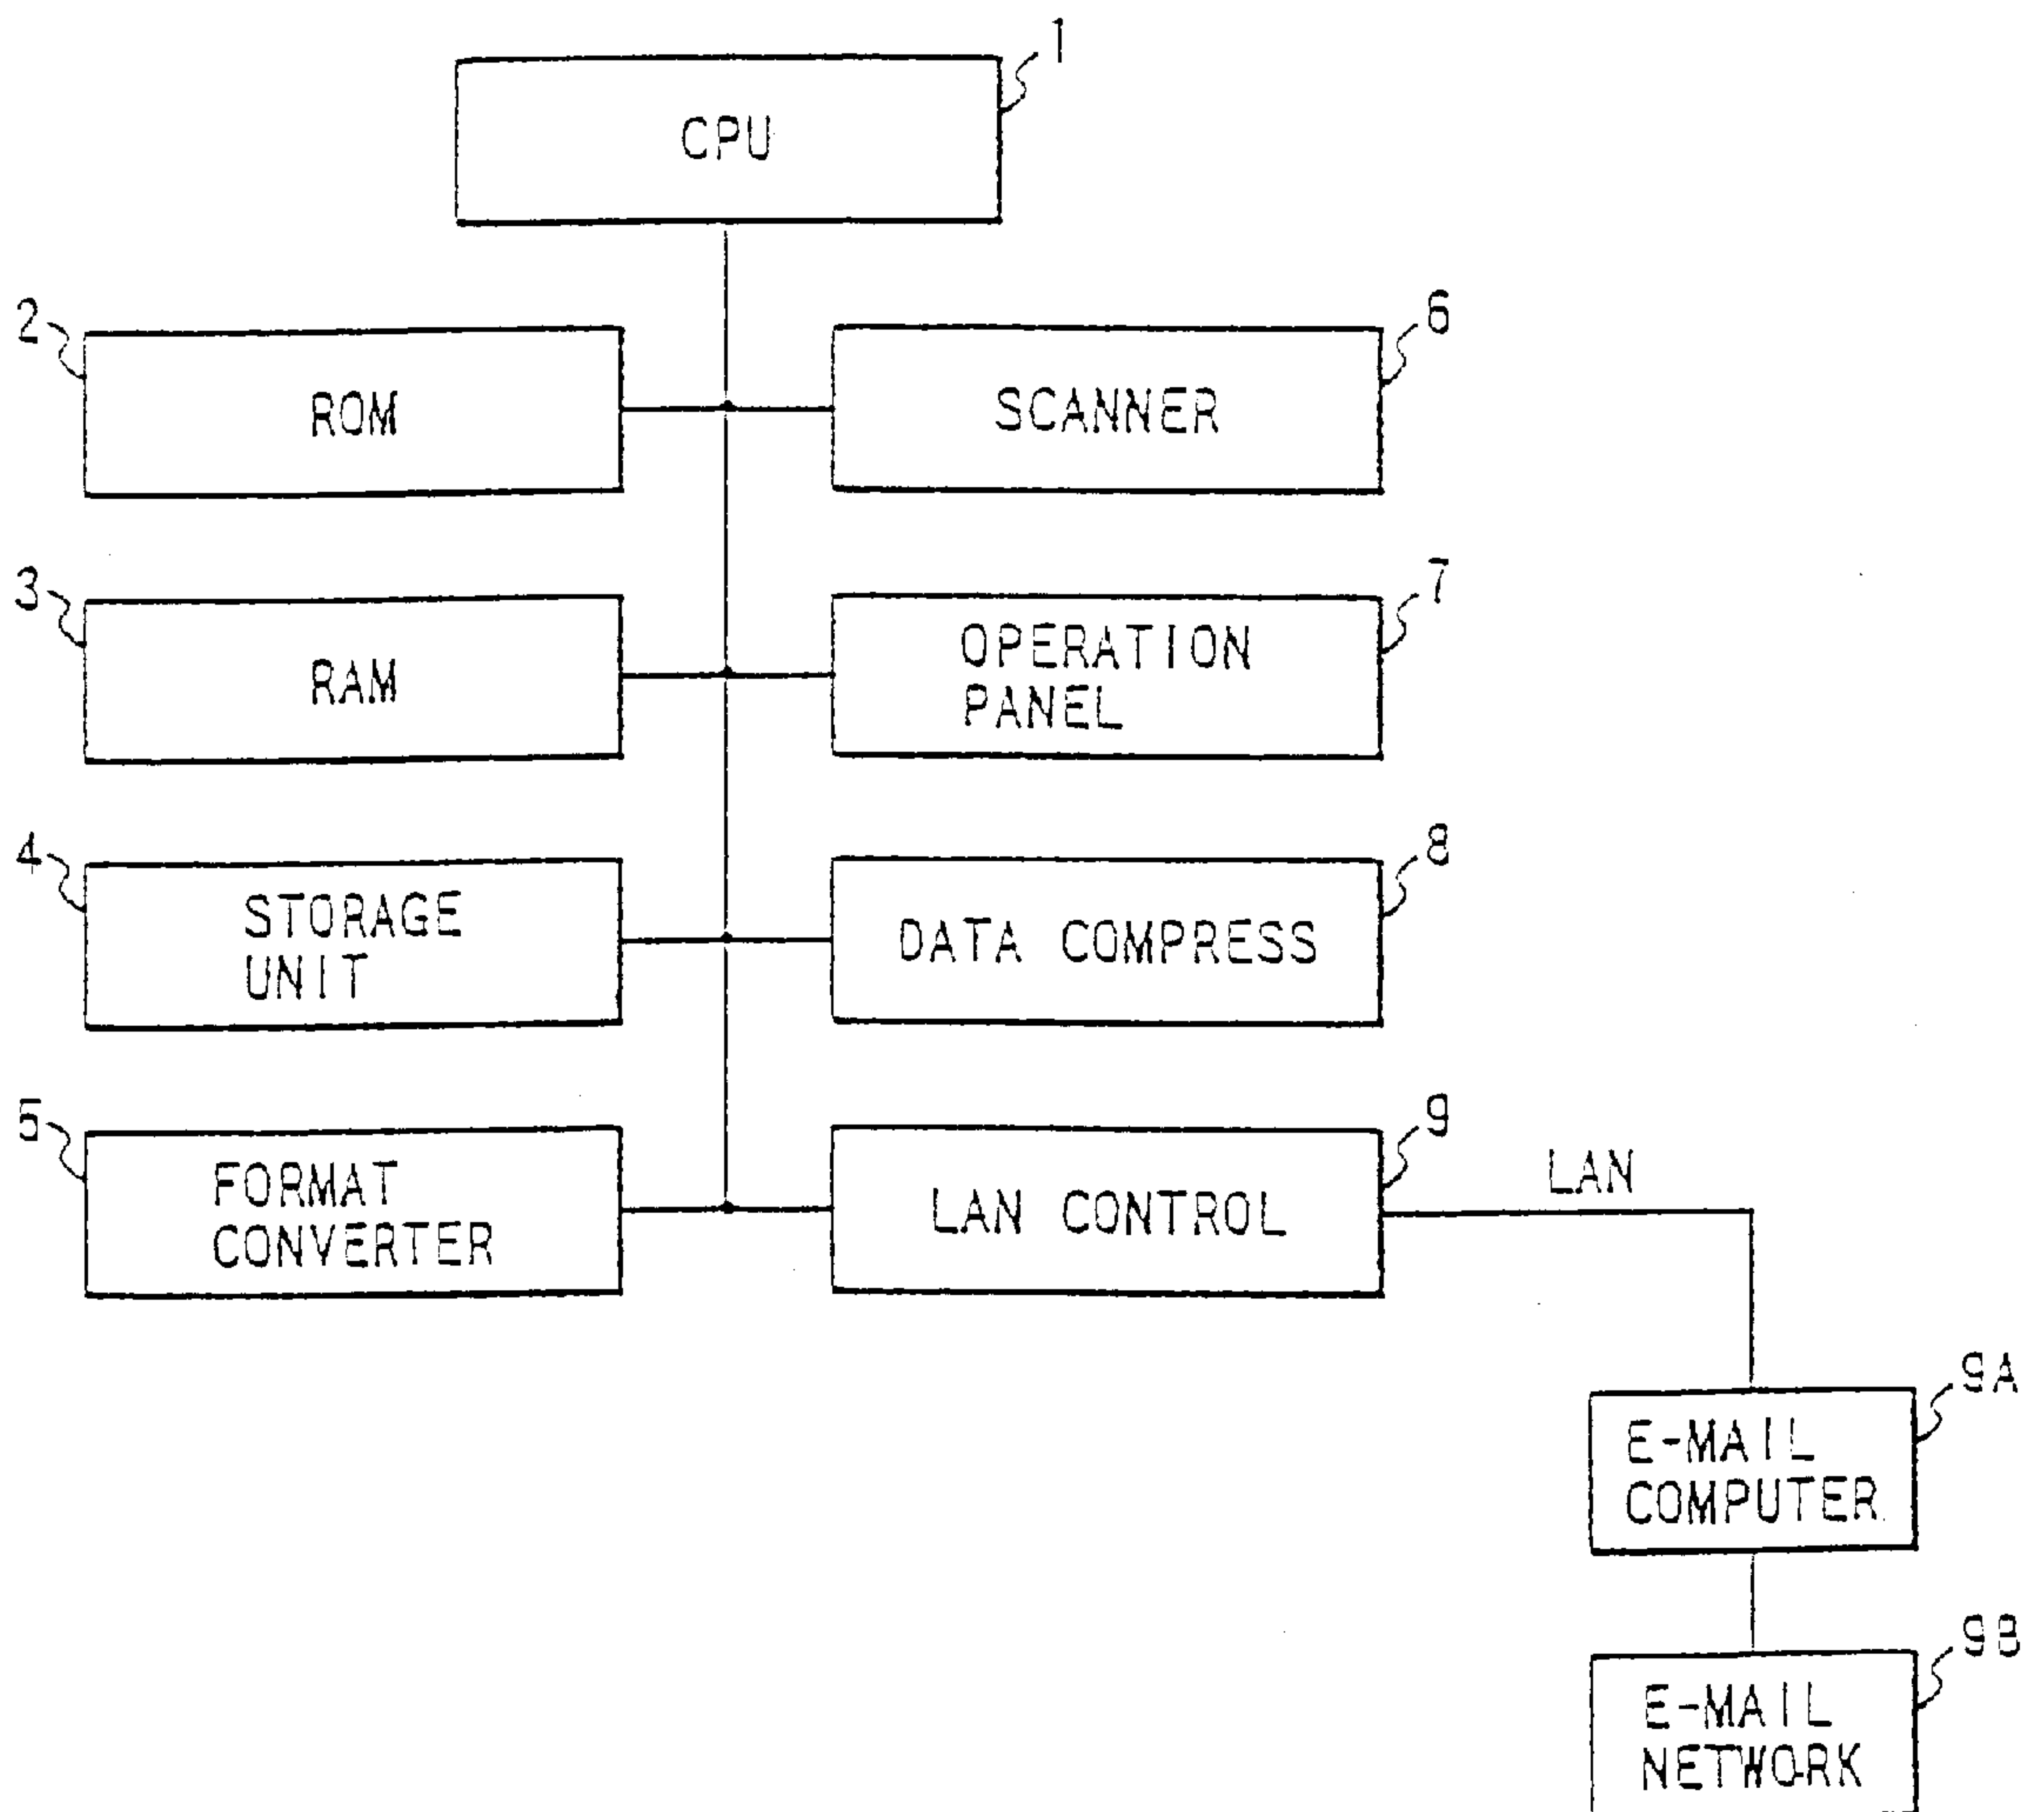 1
CPU
2
ROM
6
SCANNER
3
RAM
7
OPERATION
PANEL
4
STORAGE
UNIT
8
DATA COMPRESS
5
FORMAT
CONVERTER
9
LAN CONTROL
LAN
9A
E-MAIL
COMPUTER
9B
E-MAIL
NETWORK